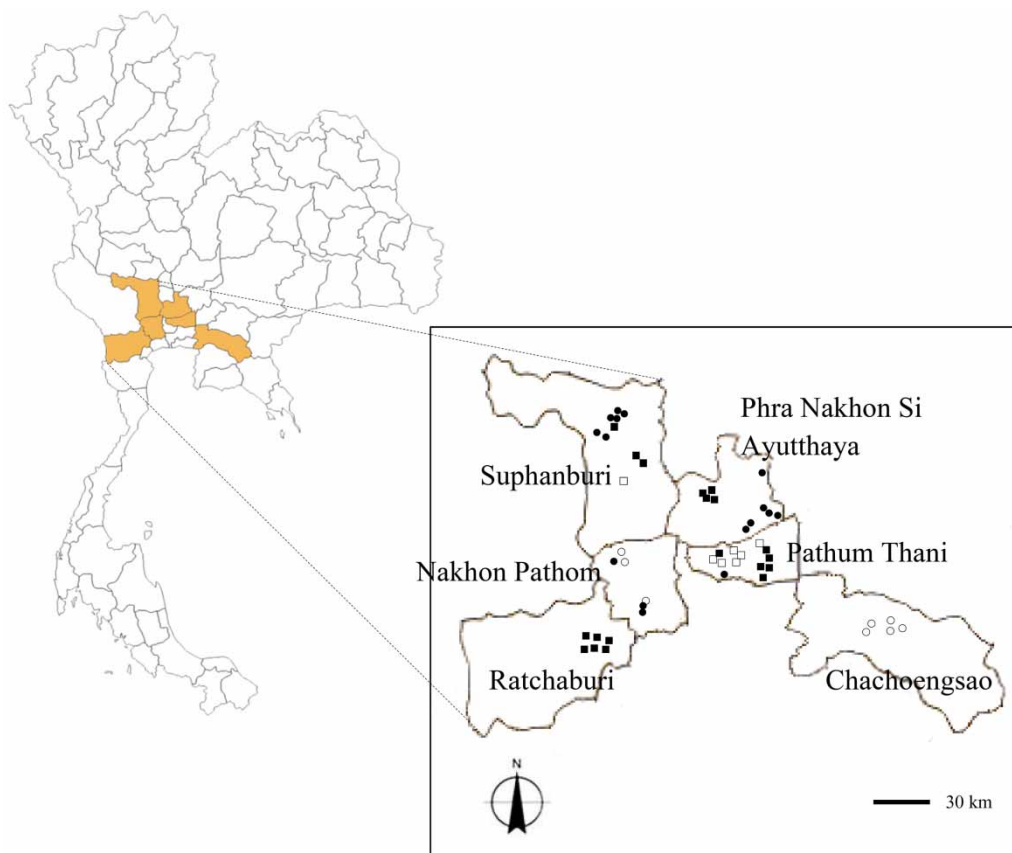 Phra Nakhon Si
Ayutthaya
Suphanburi
Pathum Thani
Nakhon Pathom
Ratchaburi
Chachoengsao
N
30 km